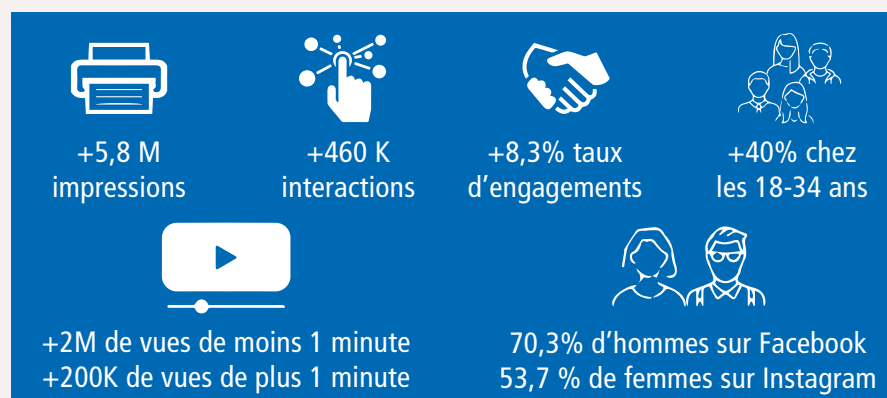 +5,8 M
impressions
+460 K
interactions
+8,3% taux
d'engagements
+40% chez
les 18-34 ans
+2M de vues de moins 1 minute
+200K de vues de plus 1 minute
70,3% d'hommes sur Facebook
53,7 % de femmes sur Instagram